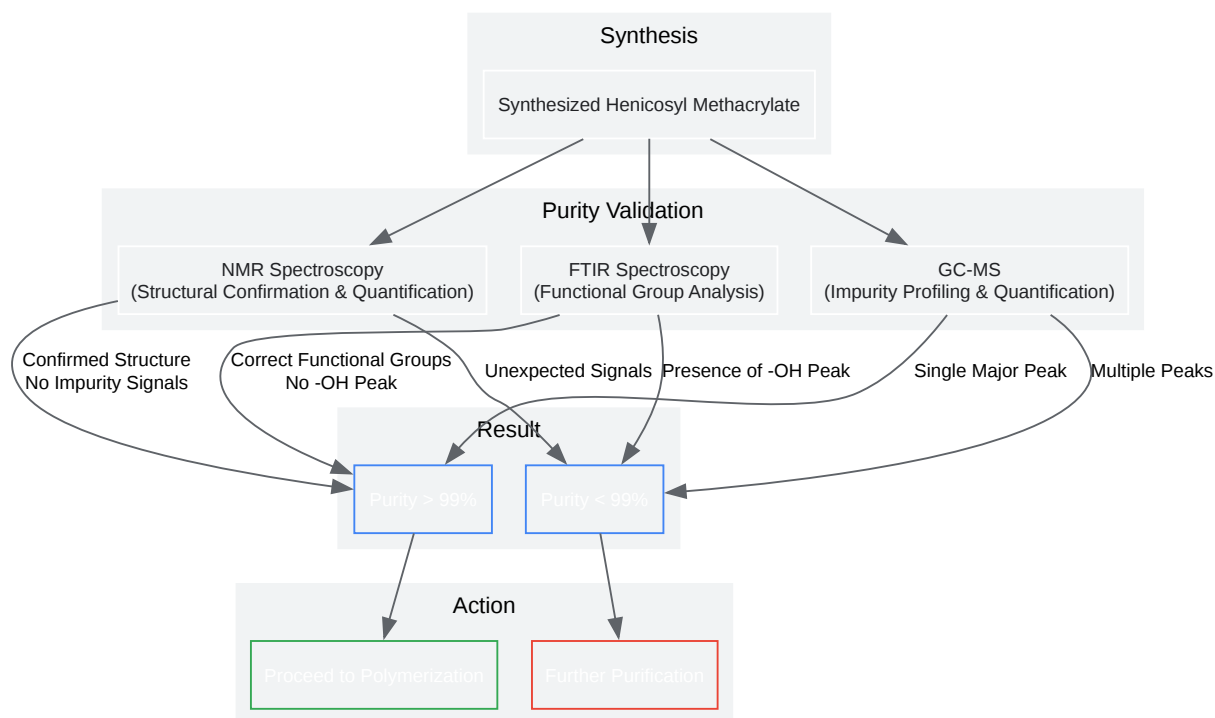 Synthesis
Synthesized Henicosyl Methacrylate
Purity Validation
NMR Spectroscopy
(Structural Confirmation & Quantification)
FTIR Spectroscopy
(Functional Group Analysis)
GC-MS
(Impurity Profiling & Quantification)
Confirmed Structure
No Impurity Signals
Correct Functional Groups
No -OH Peak
Unexpected Signals
Presence of -OH Peak
Single Major Peak
Multiple Peaks
Result
Purity > 99%
Purity < 99%
Action
Proceed to Polymerization
Further Purification